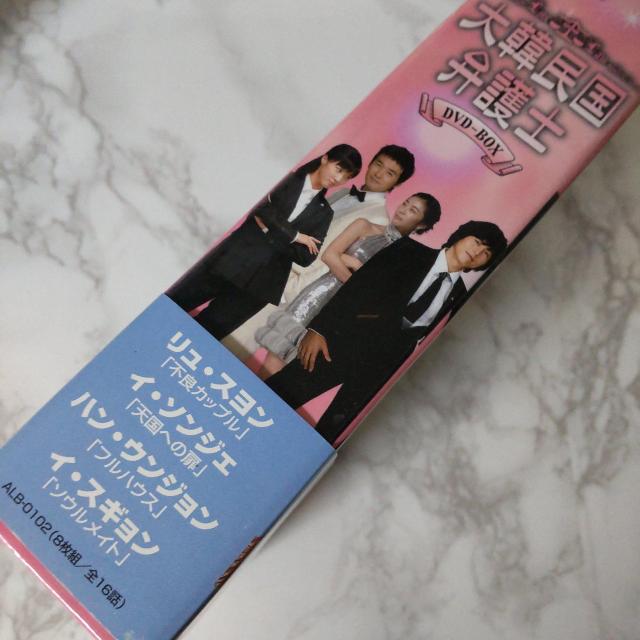 大韓民国
弁護士
DVD-BOX
リュ・スヨン
「不良カップル」
イ・ソンジェ
「天国への扉」
ハン・ウンジョン
「フルハウス」
イ・スギョン
「ソウルメイト」
ALB-0102(8枚組/全16話)